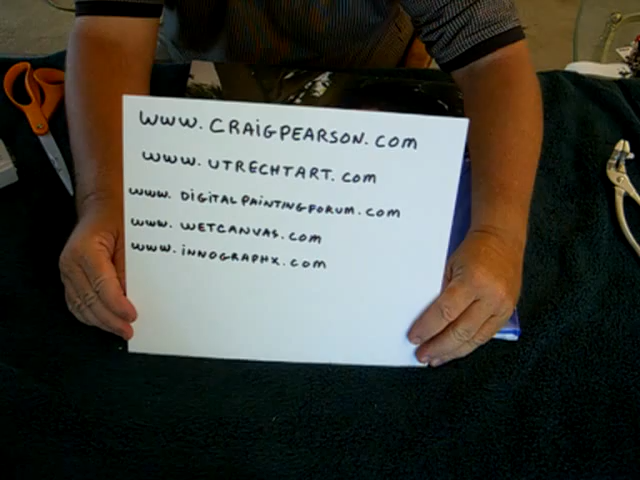 www. CRAiGPEARSON. com
www. UTRECHTART. com
www. DiGiTALPAiNTiNGFORUM. com
www. WETCANVAS. com
www. iNNOGRAPHX. com